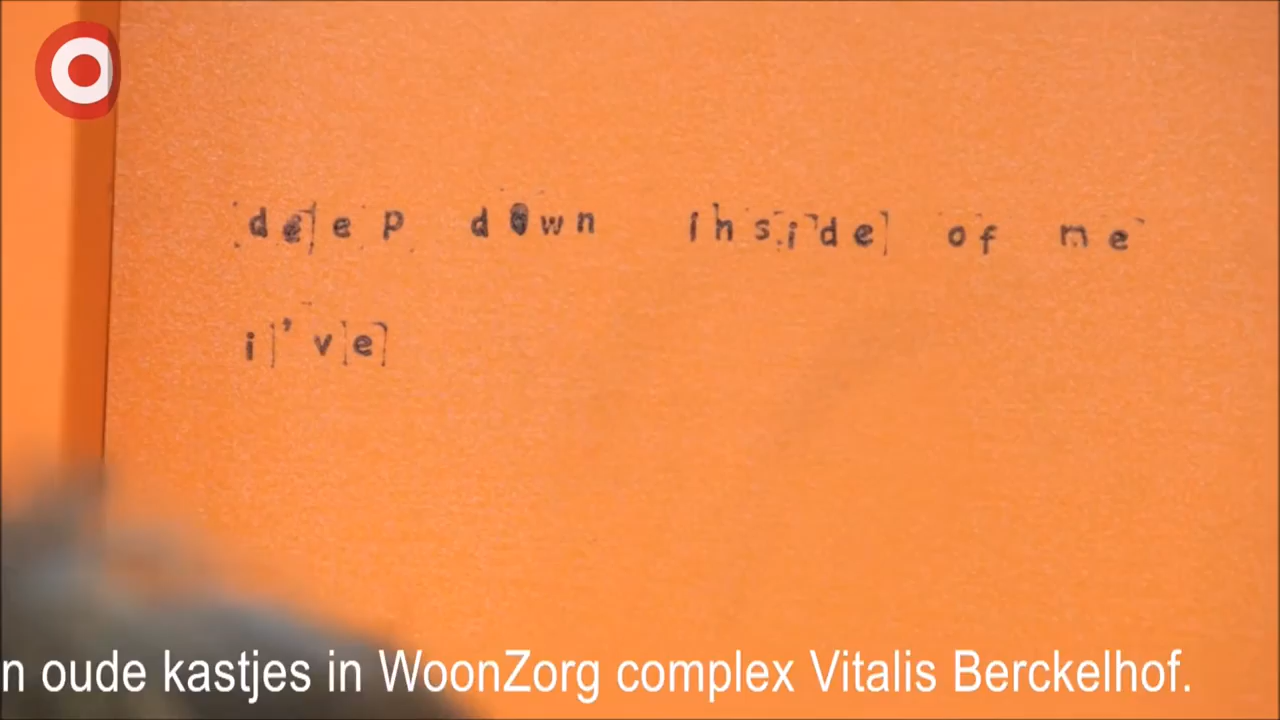 deep down inside of me
i've
n oude kastjes in WoonZorg complex Vitalis Berckelhof.